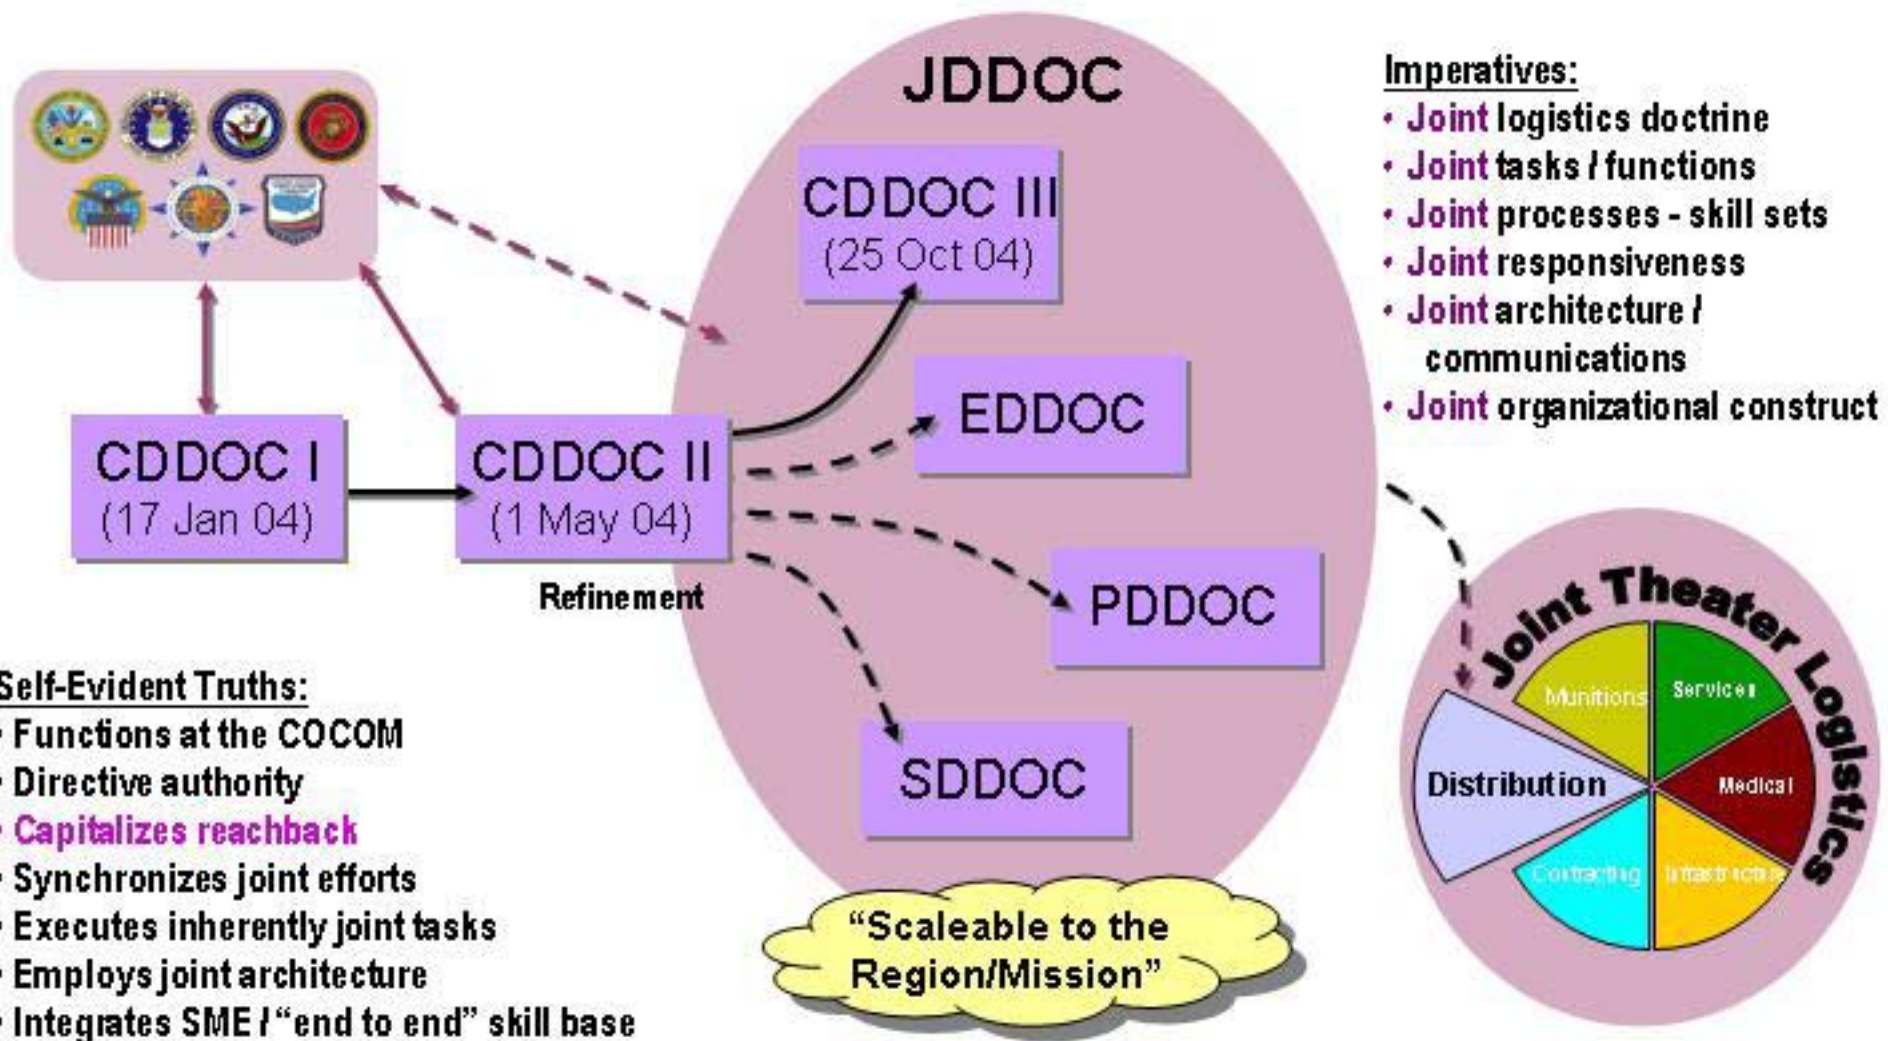 JDDOC
CDDOC III
(25 Oct 04)
EDDOC
PDDOC
SDDOC
CDDOC I
(17 Jan 04)
CDDOC II
(1 May 04)
Refinement
Imperatives:
• Joint logistics doctrine
• Joint tasks / functions
• Joint processes - skill sets
• Joint responsiveness
• Joint architecture /
communications
• Joint organizational construct
Self-Evident Truths:
• Functions at the COCOM
• Directive authority
• Capitalizes reachback
• Synchronizes joint efforts
• Executes inherently joint tasks
• Employs joint architecture
• Integrates SME / "end to end" skill base
"Scaleable to the
Region/Mission"
Joint Theater Logistics
Munitions
Services
Distribution
Medical
Contracting
Infrastructure